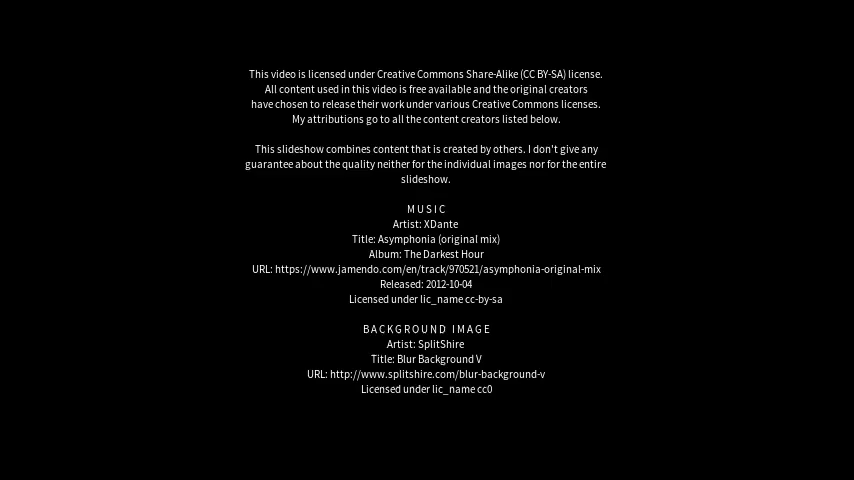 This video is licensed under Creative Commons Share-Alike (CC BY-SA) license.
All content used in this video is free available and the original creators
have chosen to release their work under various Creative Commons licenses.
My attributions go to all the content creators listed below.
This slideshow combines content that is created by others. I don't give any
guarantee about the quality neither for the individual images nor for the entire
slideshow.
MUSIC
Artist: XDante
Title: Asymphonia (original mix)
Album: The Darkest Hour
URL: https://www.jamendo.com/en/track/970521/asymphonia-original-mix
Released: 2012-10-04
Licensed under lic_name cc-by-sa
BACKGROUND IMAGE
Artist: SplitShire
Title: Blur Background V
URL: http://www.splitshire.com/blur-background-v
Licensed under lic_name cc0